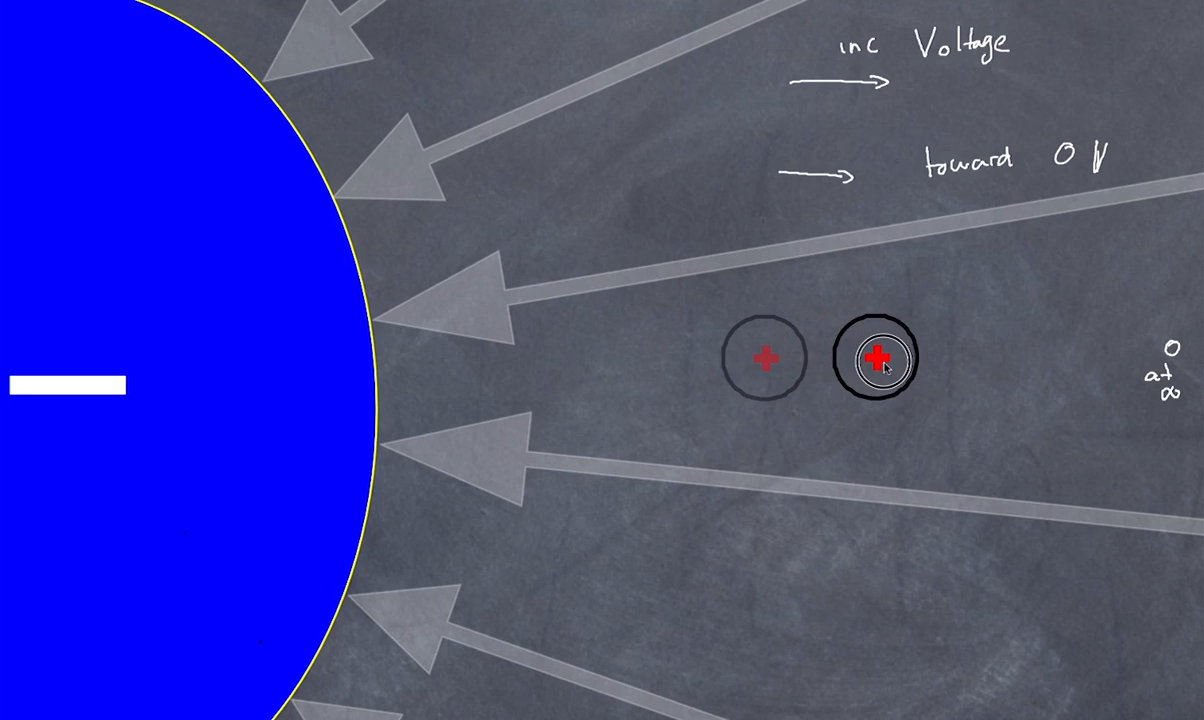 inc Voltage
toward 0 V
0
at
∞